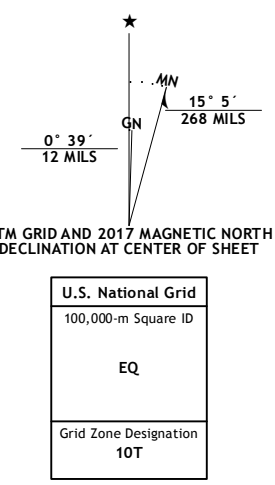 MN
15° 5´
268 MILS
GN
0° 39´
12 MILS
TM GRID AND 2017 MAGNETIC NORTH
DECLINATION AT CENTER OF SHEET
U.S. National Grid
100,000-m Square ID
EQ
Grid Zone Designation
10T